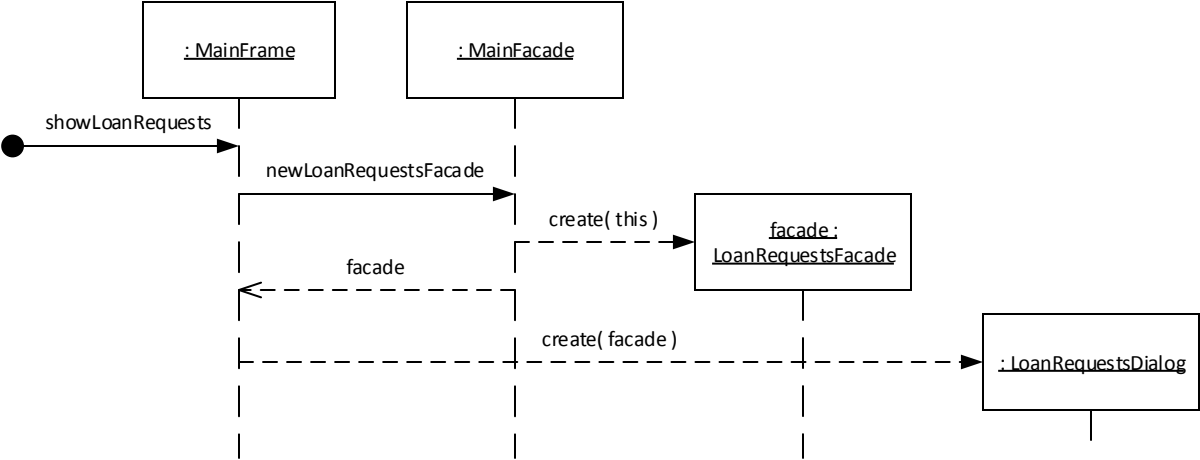 : MainFrame
: MainFacade
showLoanRequests
newLoanRequestsFacade
create( this )
facade :
LoanRequestsFacade
facade
create( facade )
: LoanRequestsDialog